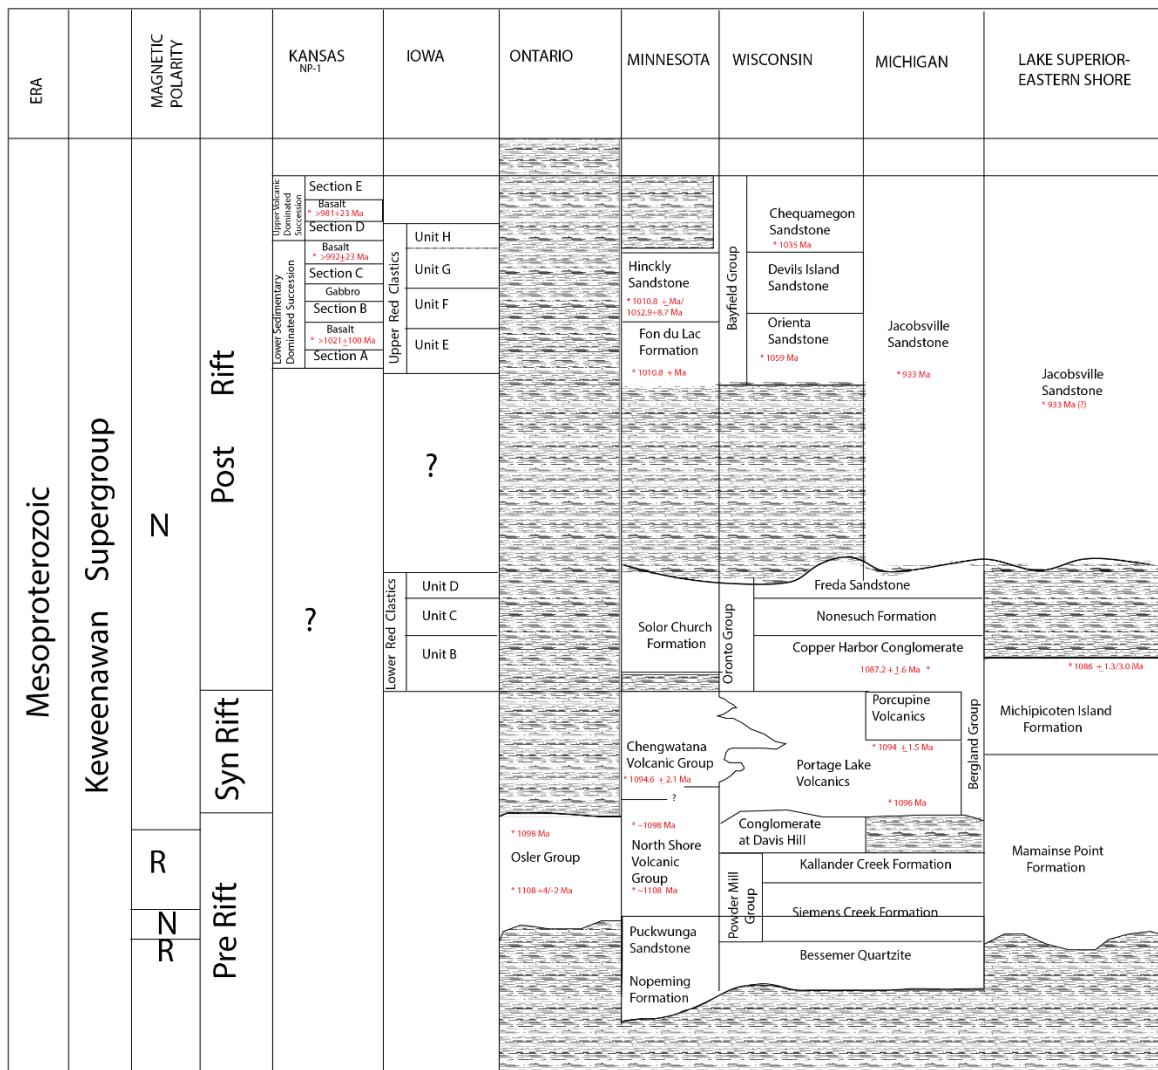 ERA
MAGNETIC
POLARITY
KANSAS
NP-1
IOWA
ONTARIO
MINNESOTA
WISCONSIN
MICHIGAN
LAKE SUPERIOR-
EASTERN SHORE
Mesoproterozoic
Keweenawan Supergroup
N
R
N
R
Post Rift
Syn Rift
Pre Rift
Upper Volcanic
Dominated
Succession
Section E
Basalt
* >981+23 Ma
Section D
Lower Sedimentary
Dominated Succession
Basalt
* >992+23 Ma
Section C
Gabbro
Section B
Basalt
* >1021+100 Ma
Section A
?
Upper Red Clastics
Unit H
Unit G
Unit F
Unit E
?
Lower Red Clastics
Unit D
Unit C
Unit B
* 1098 Ma
Osler Group
* 1108 +4/-2 Ma
Hinckly
Sandstone
* 1010.8 + Ma/
1052.9+8.7 Ma
Fon du Lac
Formation
* 1010.8 + Ma
Solor Church
Formation
Chengwatana
Volcanic Group
* 1094.6 + 2.1 Ma
?
* ~1098 Ma
North Shore
Volcanic
Group
* ~1108 Ma
Puckwunga
Sandstone
Nopeming
Formation
Bayfield Group
Chequamegon
Sandstone
* 1035 Ma
Devils Island
Sandstone
Orienta
Sandstone
* 1059 Ma
Oronto Group
Freda Sandstone
Nonesuch Formation
Copper Harbor Conglomerate
1087.2 + 1.6 Ma *
Porcupine
Volcanics
* 1094 + 1.5 Ma
Portage Lake
Volcanics
* 1096 Ma
Bergland Group
Conglomerate
at Davis Hill
Powder Mill
Group
Kallander Creek Formation
Siemens Creek Formation
Bessemer Quartzite
Jacobsville
Sandstone
* 933 Ma
Jacobsville
Sandstone
* 933 Ma (?)
* 1086 + 1.3/3.0 Ma
Michipicoten Island
Formation
Mamainse Point
Formation